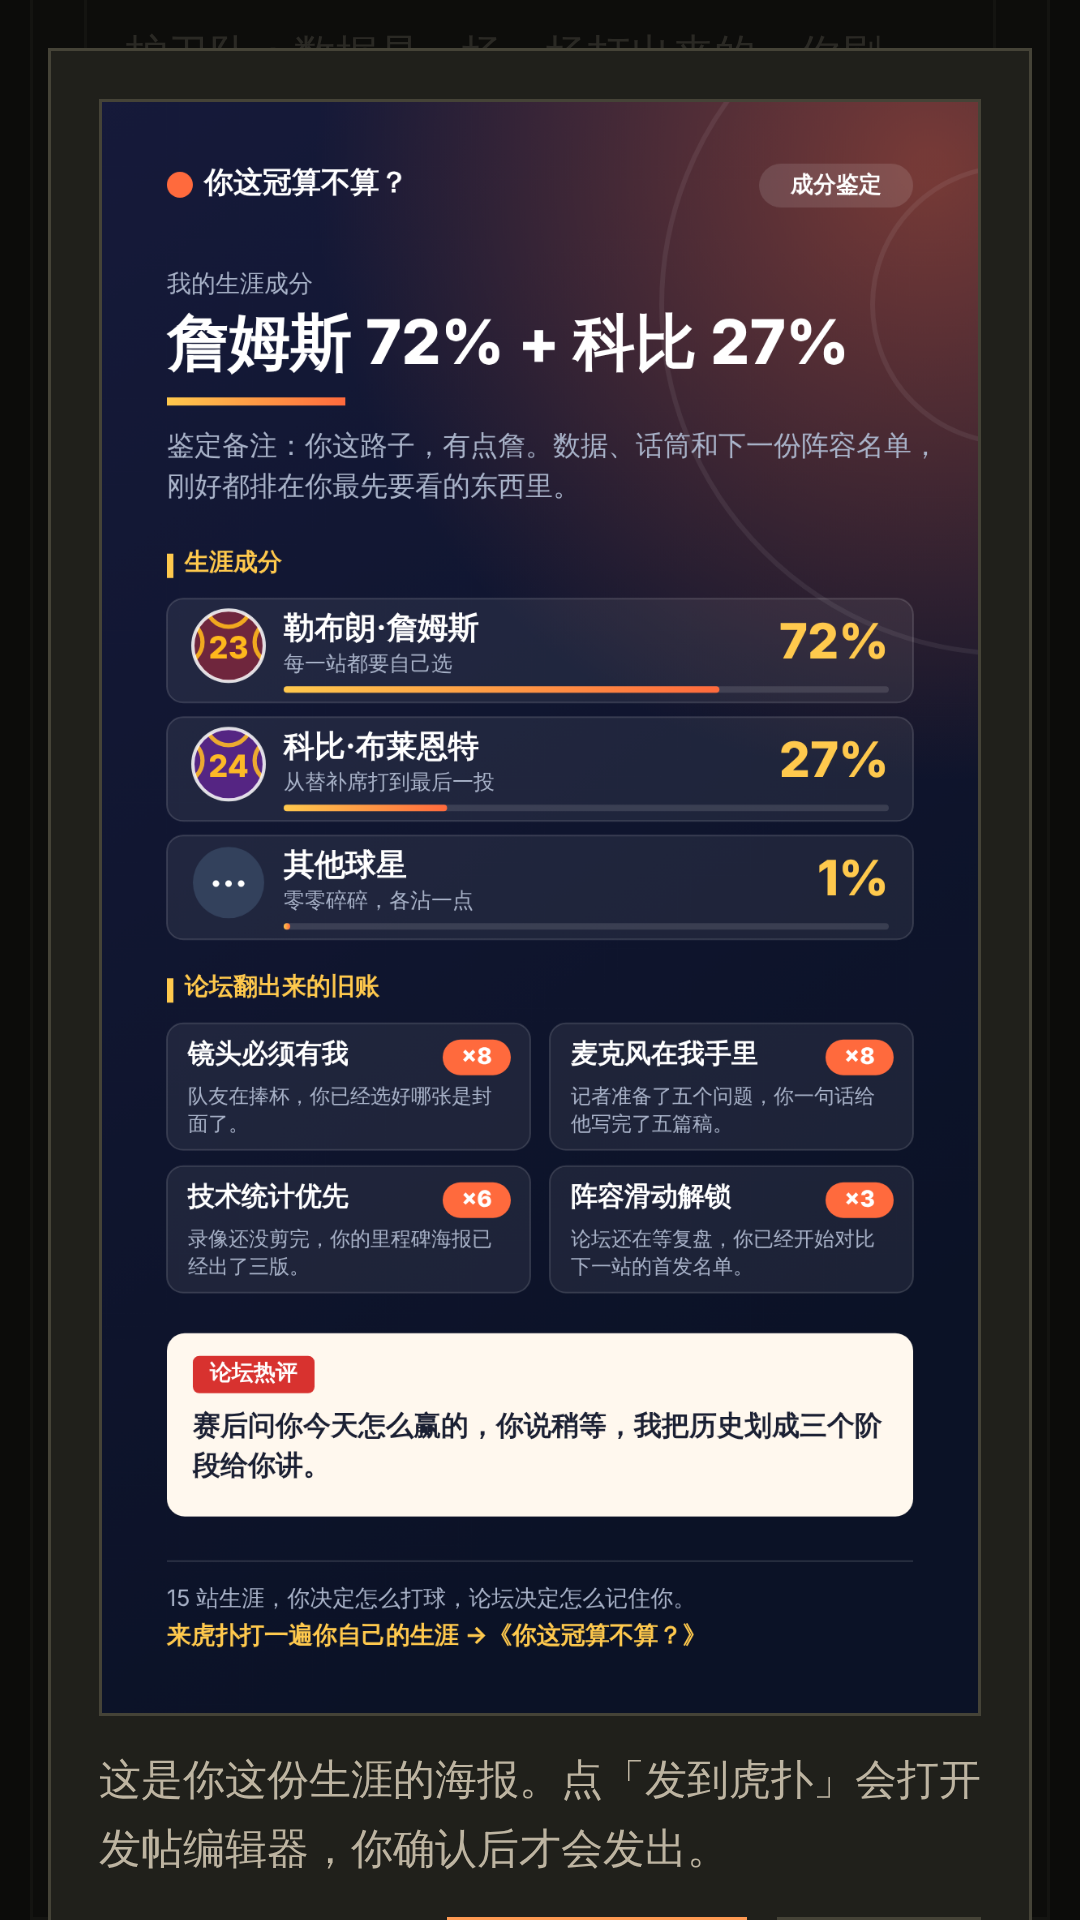 你这冠算不算？
成分鉴定
我的生涯成分
詹姆斯 72% + 科比 27%
鉴定备注：你这路子，有点詹。数据、话筒和下一份阵容名单，
刚好都排在你最先要看的东西里。
生涯成分
23
勒布朗·詹姆斯
每一站都要自己选
72%
24
科比·布莱恩特
从替补席打到最后一投
27%
其他球星
零零碎碎，各沾一点
1%
论坛翻出来的旧账
镜头必须有我
×8
队友在捧杯，你已经选好哪张是封
面了。
麦克风在我手里
×8
记者准备了五个问题，你一句话给
他写完了五篇稿。
技术统计优先
×6
录像还没剪完，你的里程碑海报已
经出了三版。
阵容滑动解锁
×3
论坛还在等复盘，你已经开始对比
下一站的首发名单。
论坛热评
赛后问你今天怎么赢的，你说稍等，我把历史划成三个阶
段给你讲。
15 站生涯，你决定怎么打球，论坛决定怎么记住你。
来虎扑打一遍你自己的生涯 →《你这冠算不算？》
这是你这份生涯的海报。点「发到虎扑」会打开
发帖编辑器，你确认后才会发出。